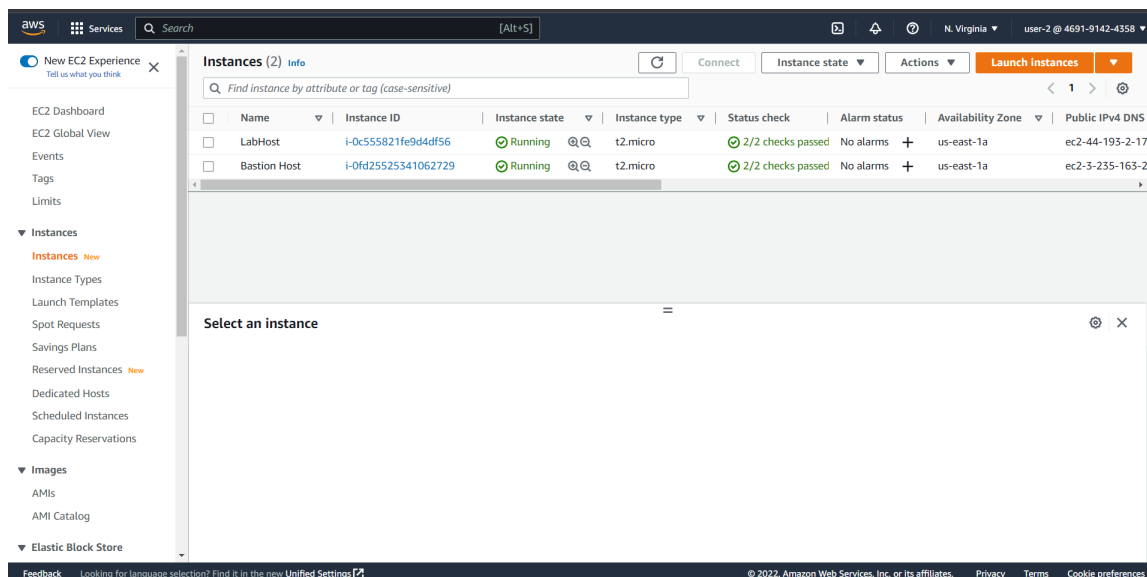 aws Services Search [Alt+S] N. Virginia user-2 @ 4691-9142-4358
New EC2 Experience
Tell us what you think
EC2 Dashboard
EC2 Global View
Events
Tags
Limits
Instances
Instances New
Instance Types
Launch Templates
Spot Requests
Savings Plans
Reserved Instances New
Dedicated Hosts
Scheduled Instances
Capacity Reservations
Images
AMIs
AMI Catalog
Elastic Block Store
Instances (2) Info Connect Instance state Actions Launch instances
Find instance by attribute or tag (case-sensitive) 1
Name Instance ID Instance state Instance type Status check Alarm status Availability Zone Public IPv4 DNS
LabHost i-0c555821fe9d4df56 Running t2.micro 2/2 checks passed No alarms + us-east-1a ec2-44-193-2-17
Bastion Host i-0fd25525341062729 Running t2.micro 2/2 checks passed No alarms + us-east-1a ec2-3-235-163-2
Select an instance
Feedback Looking for language selection? Find it in the new Unified Settings © 2022, Amazon Web Services, Inc. or its affiliates. Privacy Terms Cookie preferences